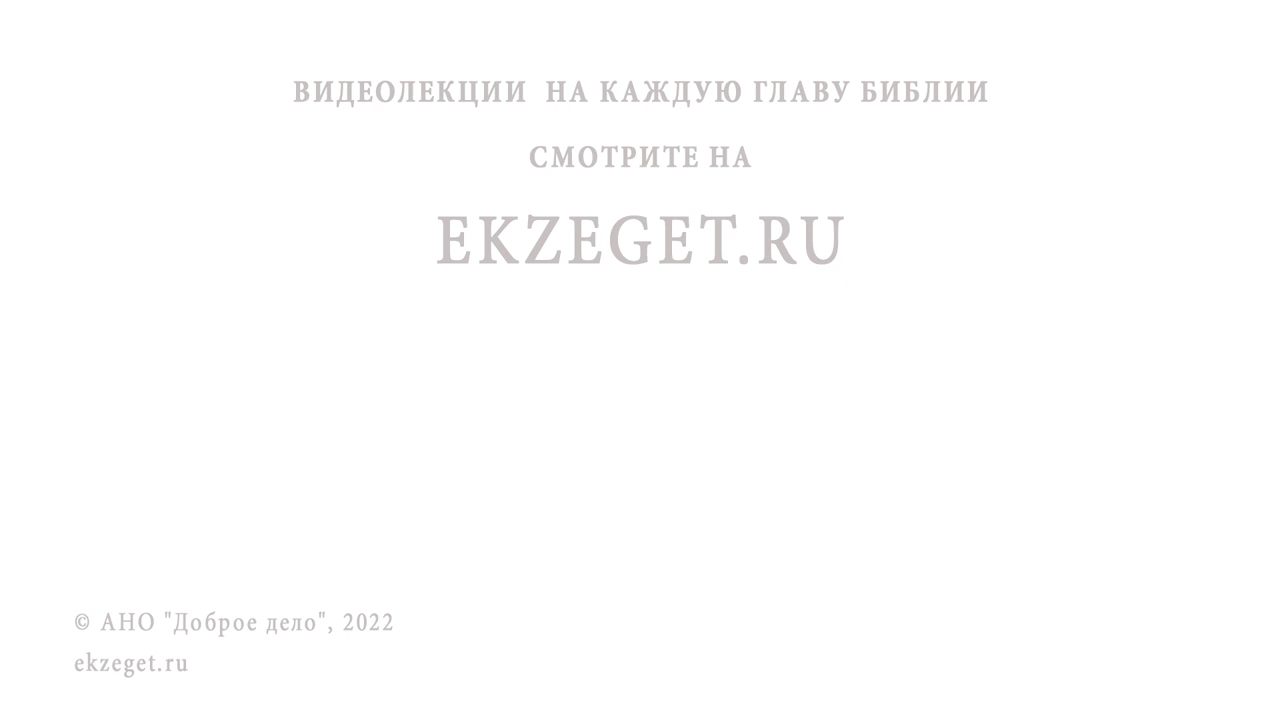 ВИДЕОЛЕКЦИИ НА КАЖДУЮ ГЛАВУ БИБЛИИ
СМОТРИТЕ НА
EKZEGET.RU
© АНО "Доброе дело", 2022
ekzeget.ru